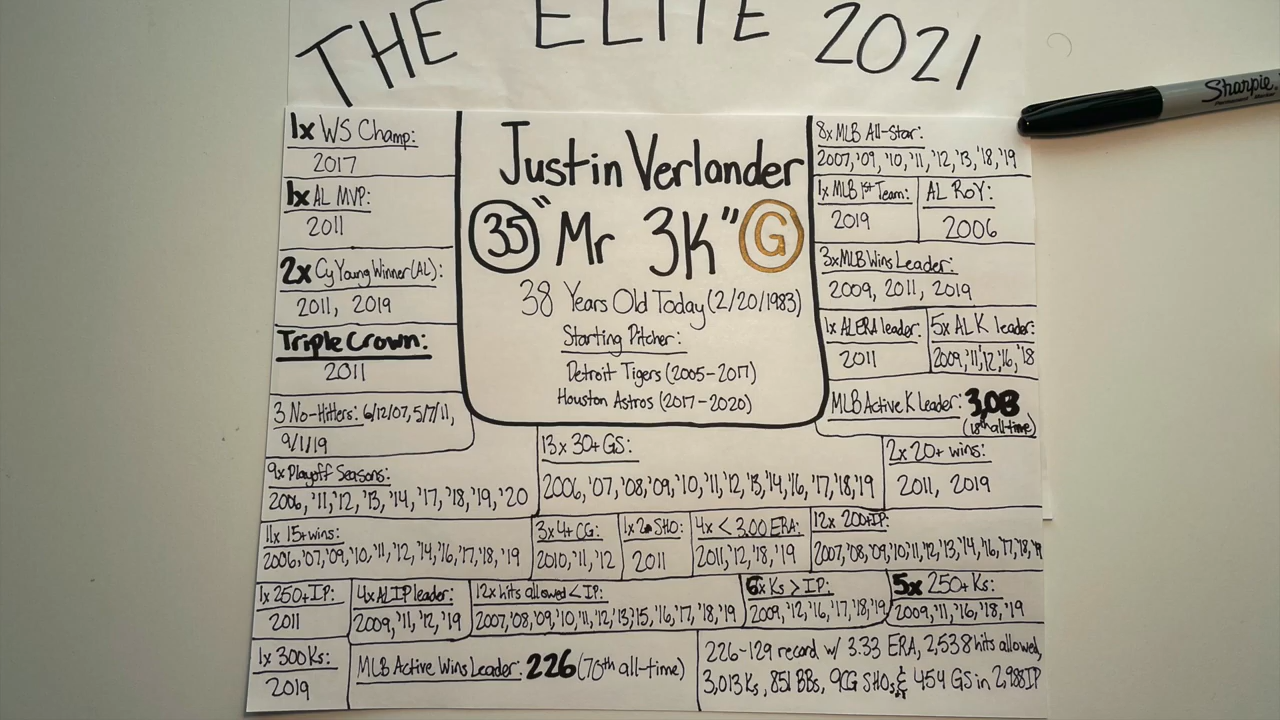 THE ELITE 2021
Sharpie.
1x WS Champ:
2017
1x AL MVP:
2011
2x Cy Young Winner (AL):
2011, 2019
Triple Crown:
2011
3 No-Hitters: 6/12/07, 5/7/11,
9/1/19
9x Playoff Seasons:
2006, '11, '12, '13, '14, '17, '18, '19, '20
Justin Verlander
35 "Mr 3K" G
38 Years Old Today (2/20/1983)
Starting Pitcher:
Detroit Tigers (2005-2017)
Houston Astros (2017-2020)
8x MLB All-Star:
2007, '09, '10, '11, '12, '13, '18, '19
1x MLB 1st Team:
2019
AL RoY:
2006
3x MLB Wins Leader:
2009, 2011, 2019
1x AL ERA leader:
2011
5x AL K leader:
2009, '11, '12, '16, '18
MLB Active K Leader: 3,013
(18th all-time)
13x 30+ GS:
2006, '07, '08, '09, '10, '11, '12, '13, '14, '16, '17, '18, '19
2x 20+ wins:
2011, 2019
11x 15+ wins:
2006, '07, '09, '10, '11, '12, '14, '16, '17, '18, '19
3x 4+ CG:
2010, '11, '12
1x 2 SHO:
2011
4x < 3.00 ERA:
2011, '12, '18, '19
12x 200+ IP:
2007, '08, '09, '10, '11, '12, '13, '14, '16, '17, '18, '19
1x 250+ IP:
2011
4x AL IP leader:
2009, '11, '12, '19
12x hits allowed < IP:
2007, '08, '09, '10, '11, '12, '13, '15, '16, '17, '18, '19
6x Ks > IP:
2009, '12, '16, '17, '18, '19
5x 250+ Ks:
2009, '11, '16, '18, '19
1x 300 Ks:
2019
MLB Active Wins Leader: 226 (70th all-time)
226-129 record w/ 3.33 ERA, 2,538 hits allowed,
3,013 Ks, 851 BBs, 9 CG SHOs & 454 GS in 2,988 IP